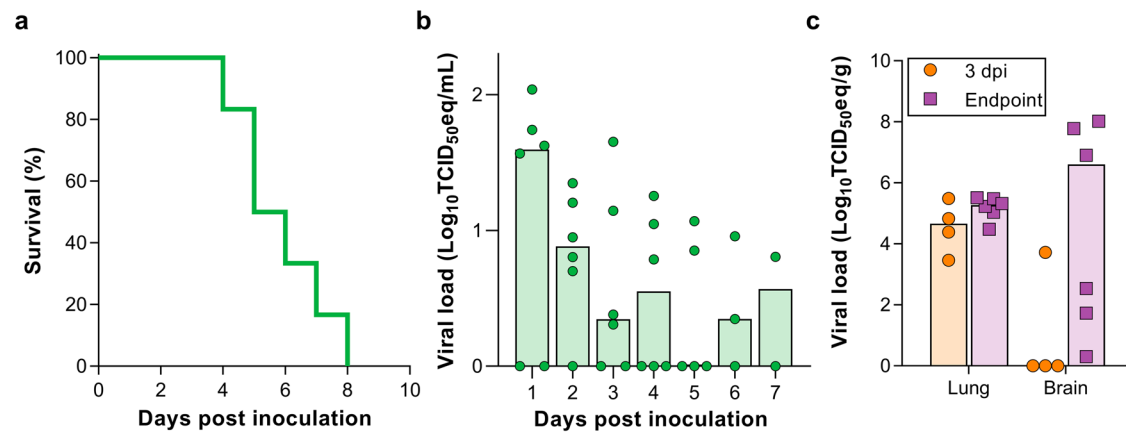 a
Survival (%)
100
80
60
40
20
0
0 2 4 6 8 10
Days post inoculation
b
Viral load (Log10TCID50eq/mL)
2
1
0
1 2 3 4 5 6 7
Days post inoculation
c
Viral load (Log10TCID50eq/g)
10
8
6
4
2
0
3 dpi
Endpoint
Lung Brain